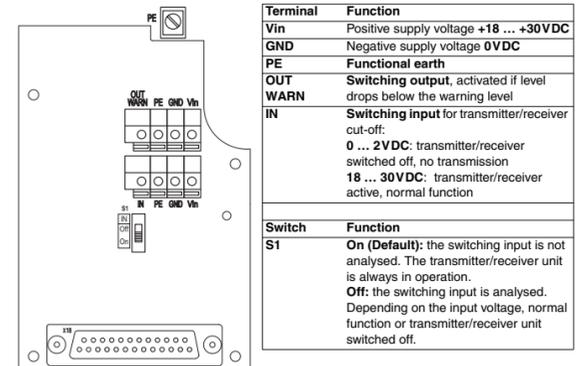 PE
OUT
WARN PE GND Vin
IN PE GND Vin
S1
IN
Off
On
X18
Terminal Function
Vin Positive supply voltage +18 … +30VDC
GND Negative supply voltage 0VDC
PE Functional earth
OUT Switching output, activated if level
WARN drops below the warning level
IN Switching input for transmitter/receiver
cut-off:
0 … 2VDC: transmitter/receiver
switched off, no transmission
18 … 30VDC: transmitter/receiver
active, normal function
Switch Function
S1 On (Default): the switching input is not
analysed. The transmitter/receiver unit
is always in operation.
Off: the switching input is analysed.
Depending on the input voltage, normal
function or transmitter/receiver unit
switched off.